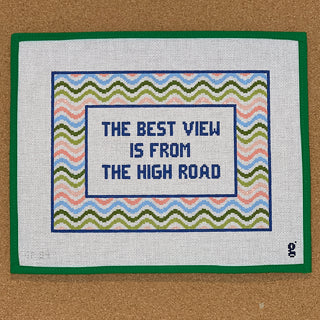 THE BEST VIEW
IS FROM
THE HIGH ROAD